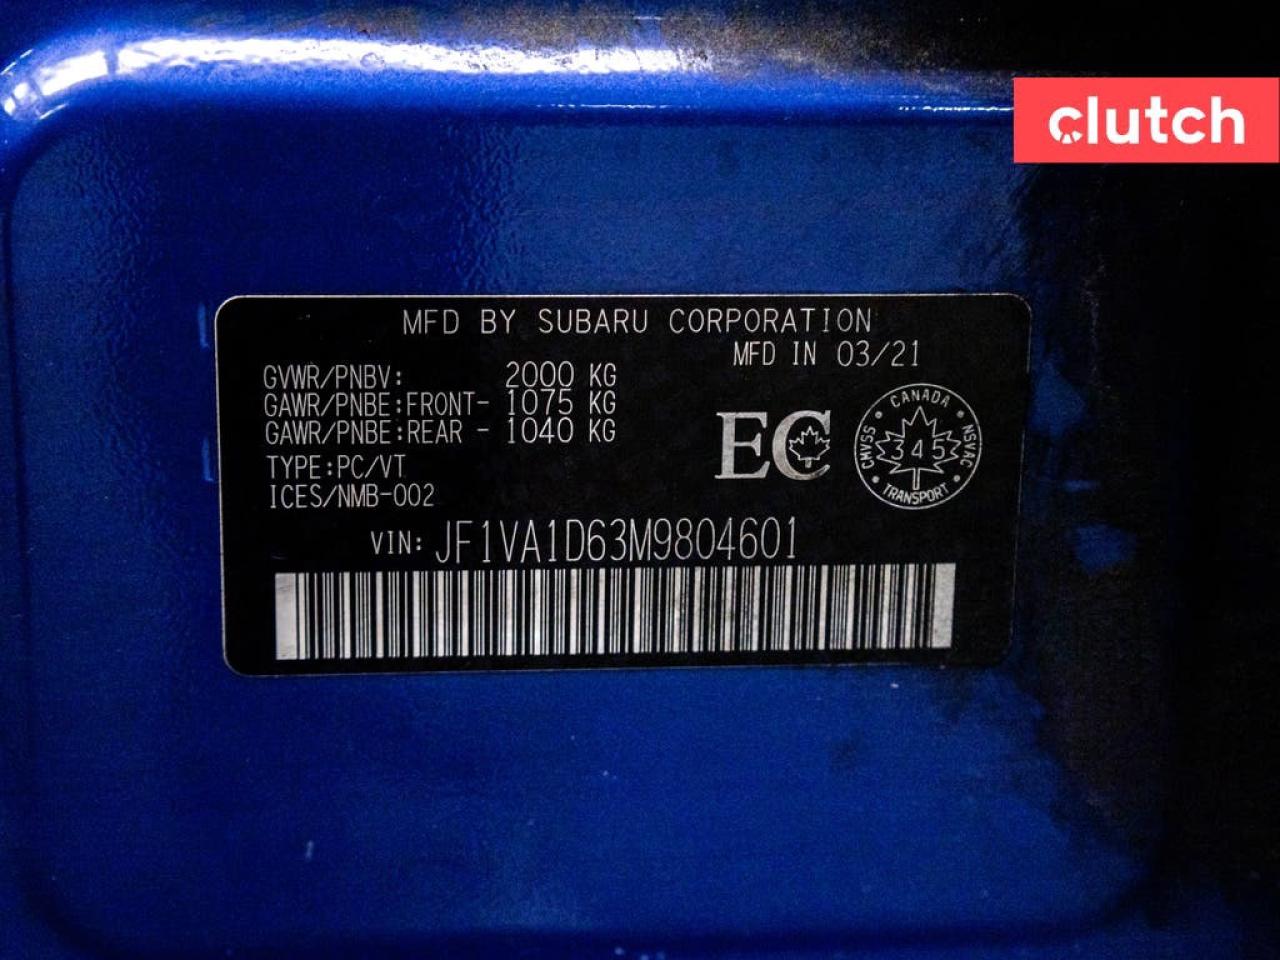 clutch
MFD BY SUBARU CORPORATION
MFD IN 03/21
GVWR/PNBV: 2000 KG
GAWR/PNBE:FRONT- 1075 KG
GAWR/PNBE:REAR - 1040 KG
TYPE:PC/VT
ICES/NMB-002
EC
CANADA
CMVSS 345 NSVAC
TRANSPORT
VIN: JF1VA1D63M9804601